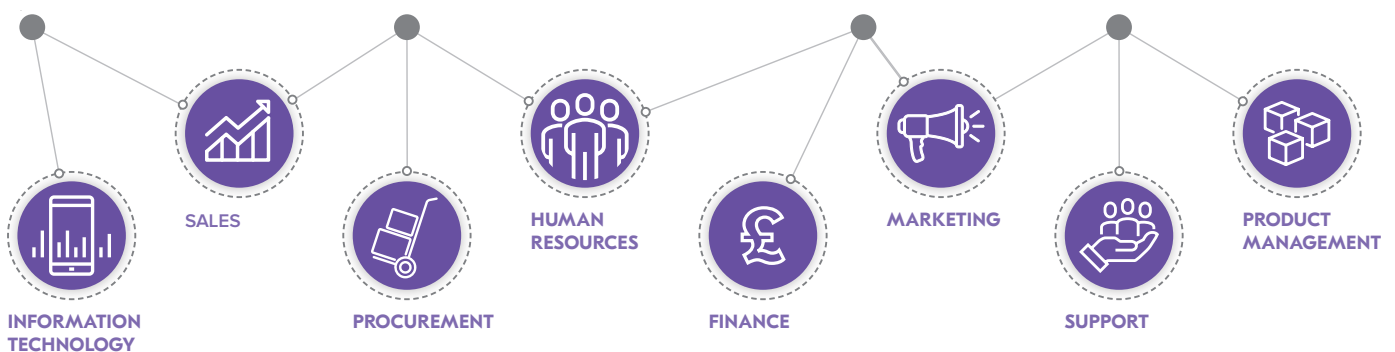 INFORMATION
TECHNOLOGY
SALES
PROCUREMENT
HUMAN
RESOURCES
£
FINANCE
MARKETING
SUPPORT
PRODUCT
MANAGEMENT